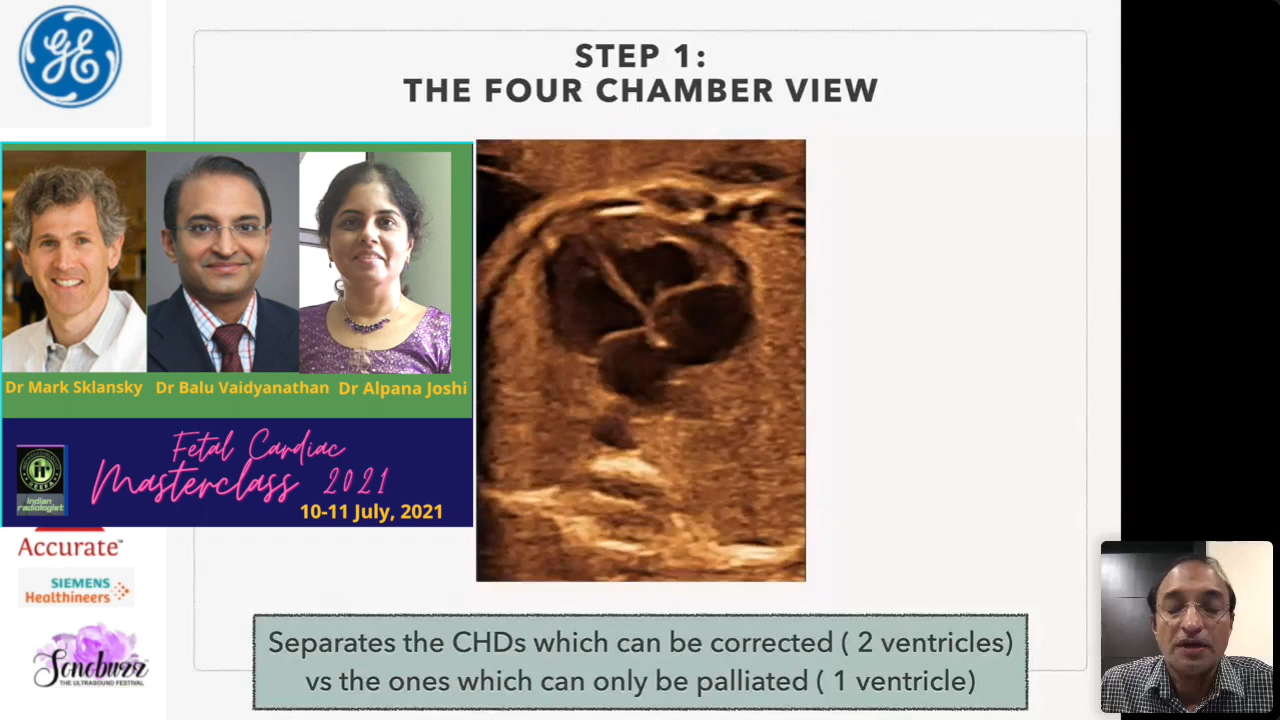 GE
STEP 1:
THE FOUR CHAMBER VIEW
Dr Mark Sklansky Dr Balu Vaidyanathan Dr Alpana Joshi
Fetal Cardiac
Masterclass 2021
10-11 July, 2021
indian
radiologist
Accurate™
SIEMENS
Healthineers
Sonobuzz
THE ULTRASOUND FESTIVAL
Separates the CHDs which can be corrected ( 2 ventricles)
vs the ones which can only be palliated ( 1 ventricle)